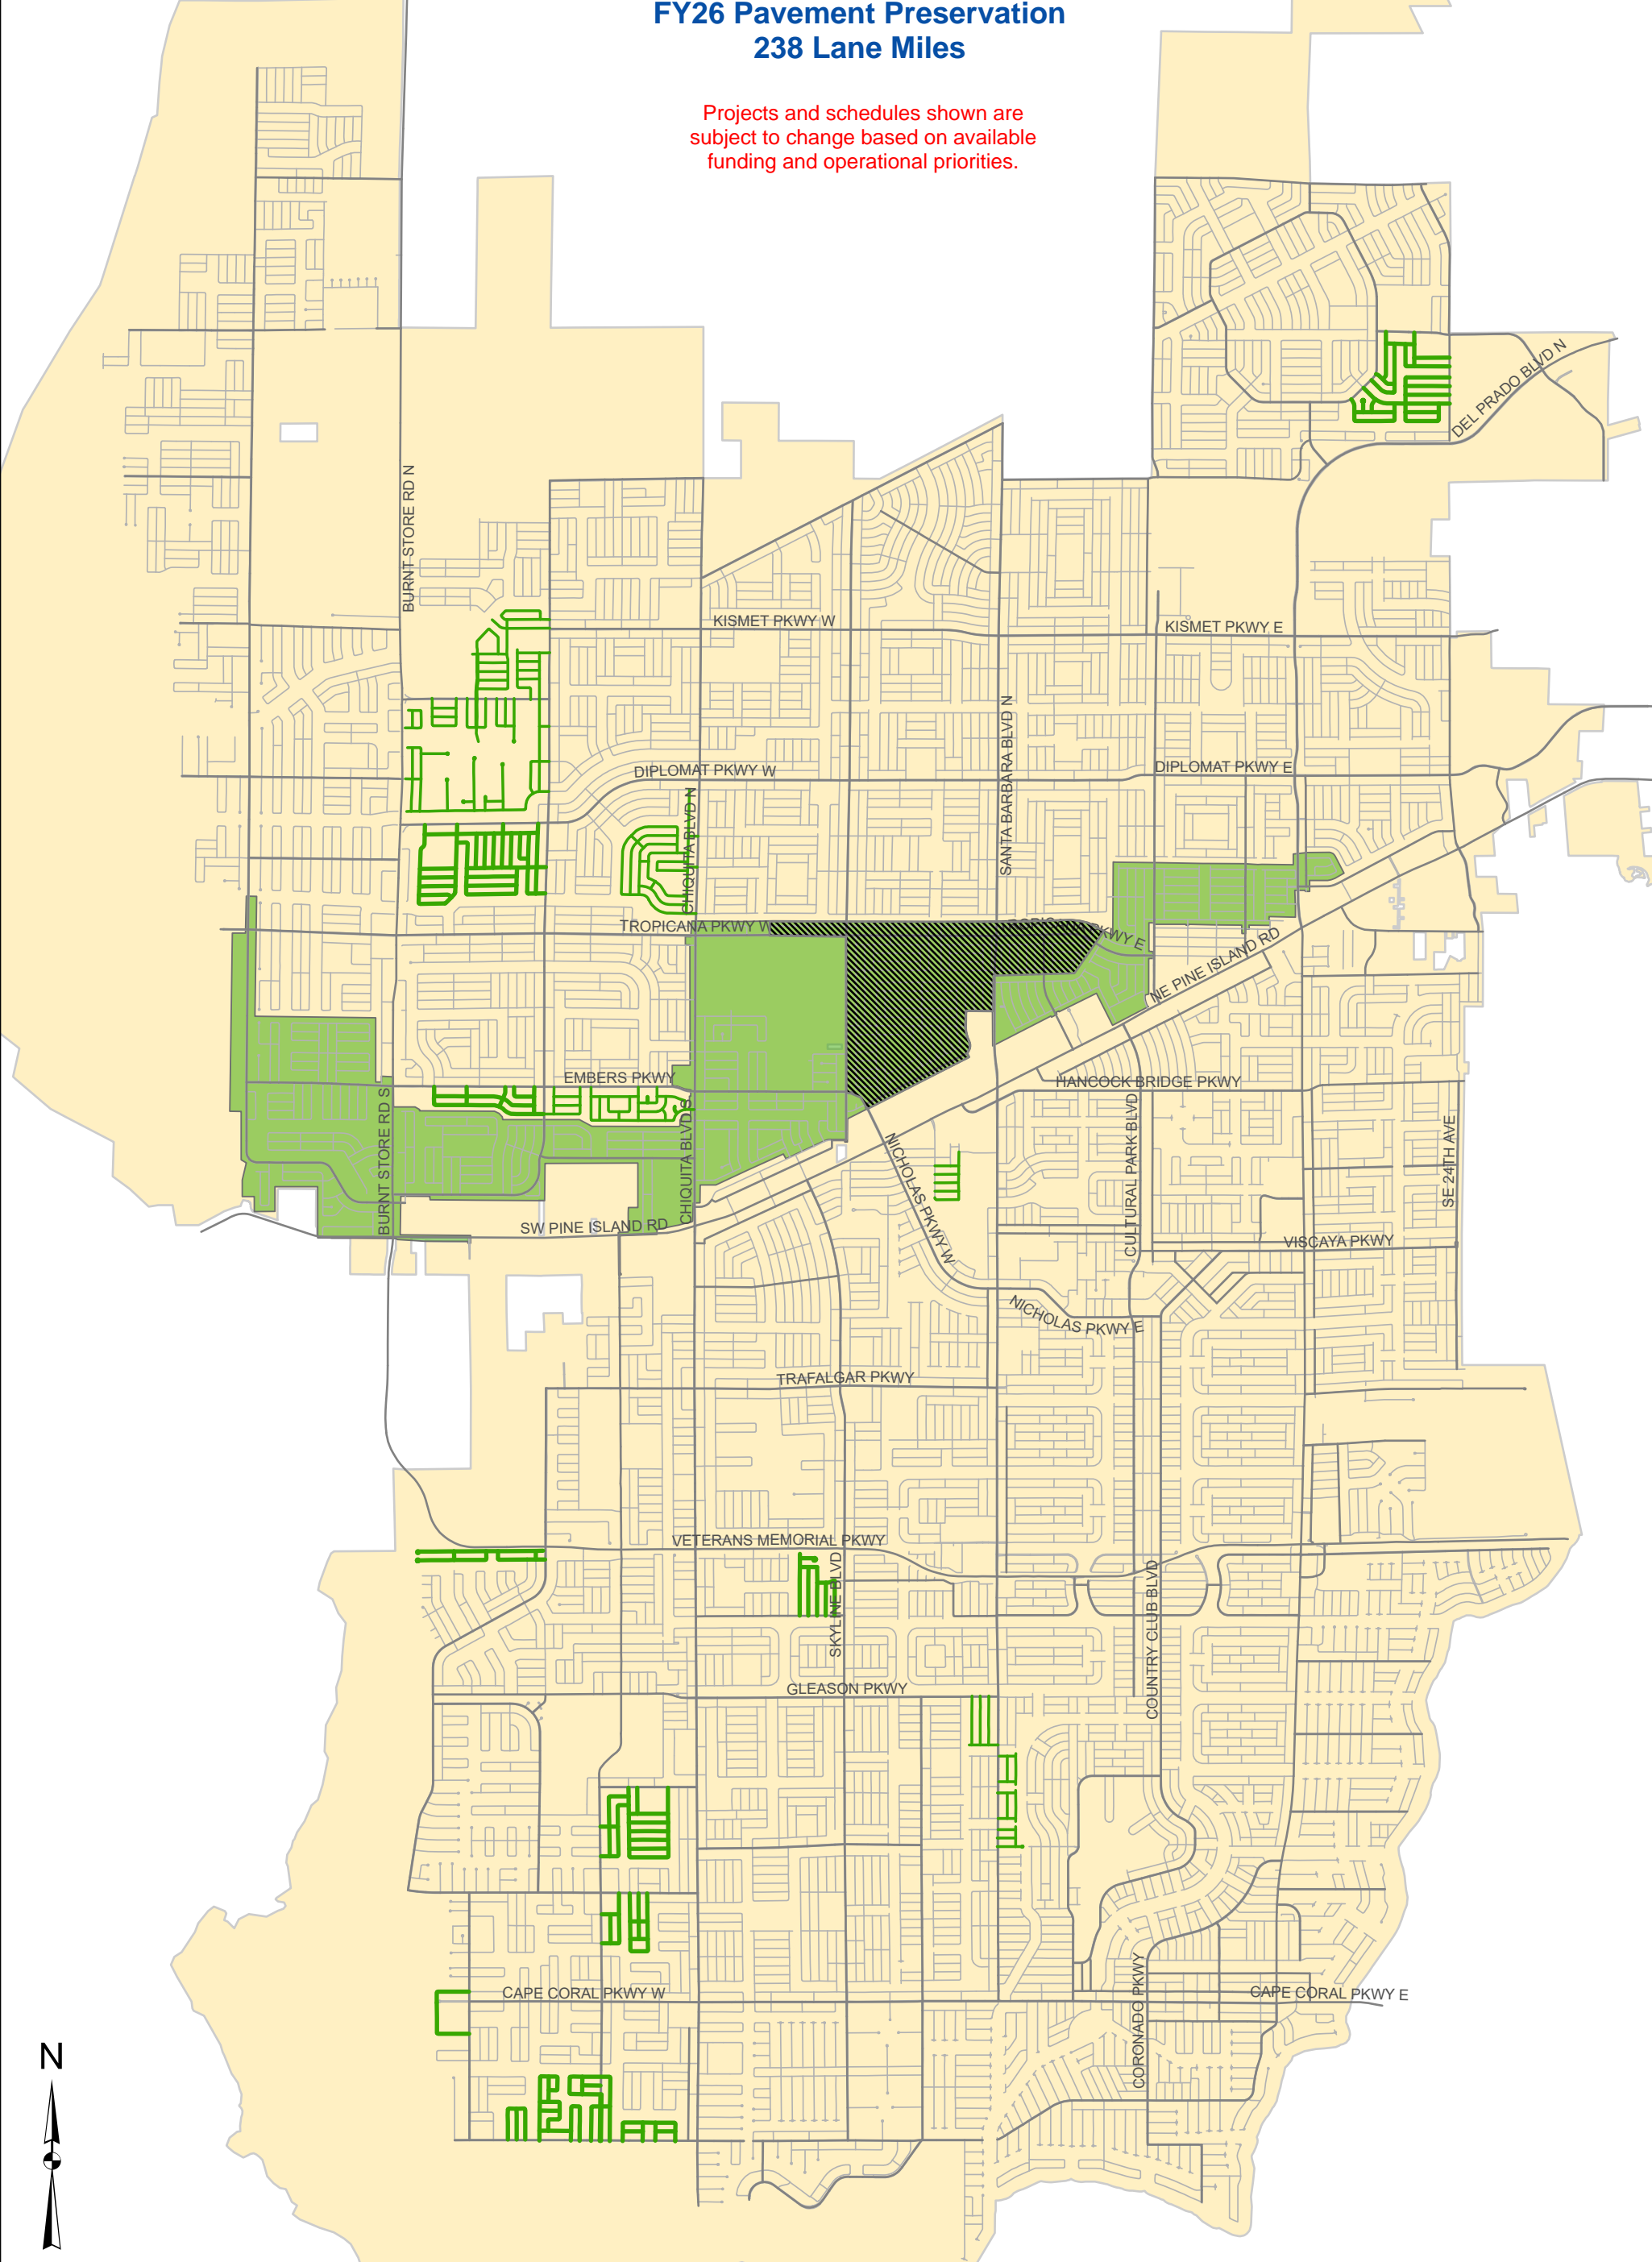 FY26 Pavement Preservation
238 Lane Miles
Projects and schedules shown are
subject to change based on available
funding and operational priorities.
DEL PRADO BLVD N
BURNT STORE RD N
KISMET PKWY W
KISMET PKWY E
SANTA BARBARA BLVD N
DIPLOMAT PKWY W
DIPLOMAT PKWY E
CHIQUITA BLVD N
TROPICANA PKWY W
TROPICANA PKWY E
NE PINE ISLAND RD
EMBERS PKWY
HANCOCK BRIDGE PKWY
BURNT STORE RD S
CHIQUITA BLVD S
NICHOLAS PKWY W
CULTURAL PARK BLVD
SE 24TH AVE
SW PINE ISLAND RD
VISCAYA PKWY
NICHOLAS PKWY E
TRAFALGAR PKWY
VETERANS MEMORIAL PKWY
SKYLINE BLVD
COUNTRY CLUB BLVD
GLEASON PKWY
CORONADO PKWY
CAPE CORAL PKWY W
CAPE CORAL PKWY E
N